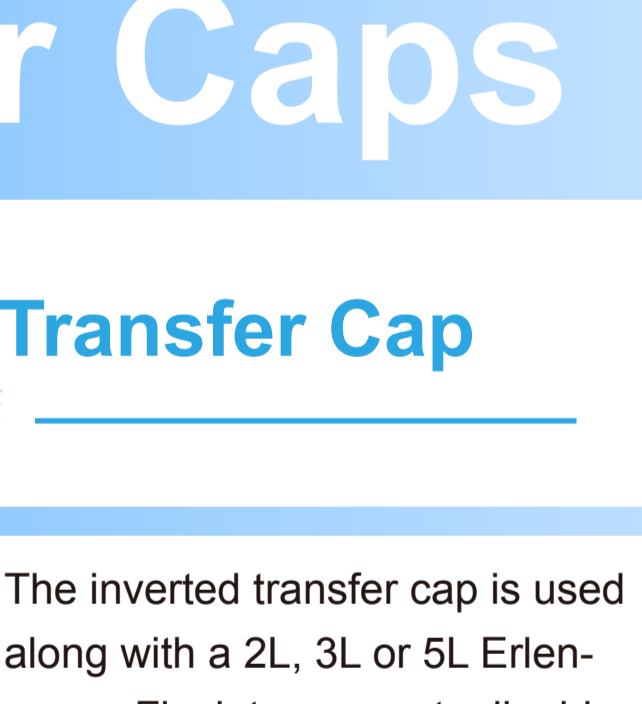 r Caps
Transfer Cap
The inverted transfer cap is used
along with a 2L, 3L or 5L Erlen-